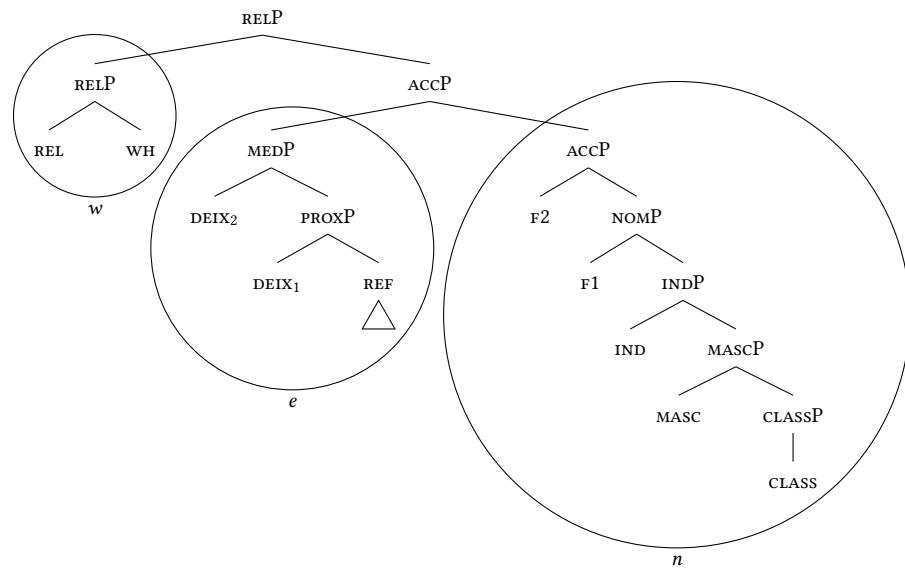 RELP
RELP ACCP
REL WH MEDP ACCP
w DEIX₂ PROXP F2 NOMP
DEIX₁ REF F1 INDP
IND MASCP
e MASC CLASSP
CLASS
n